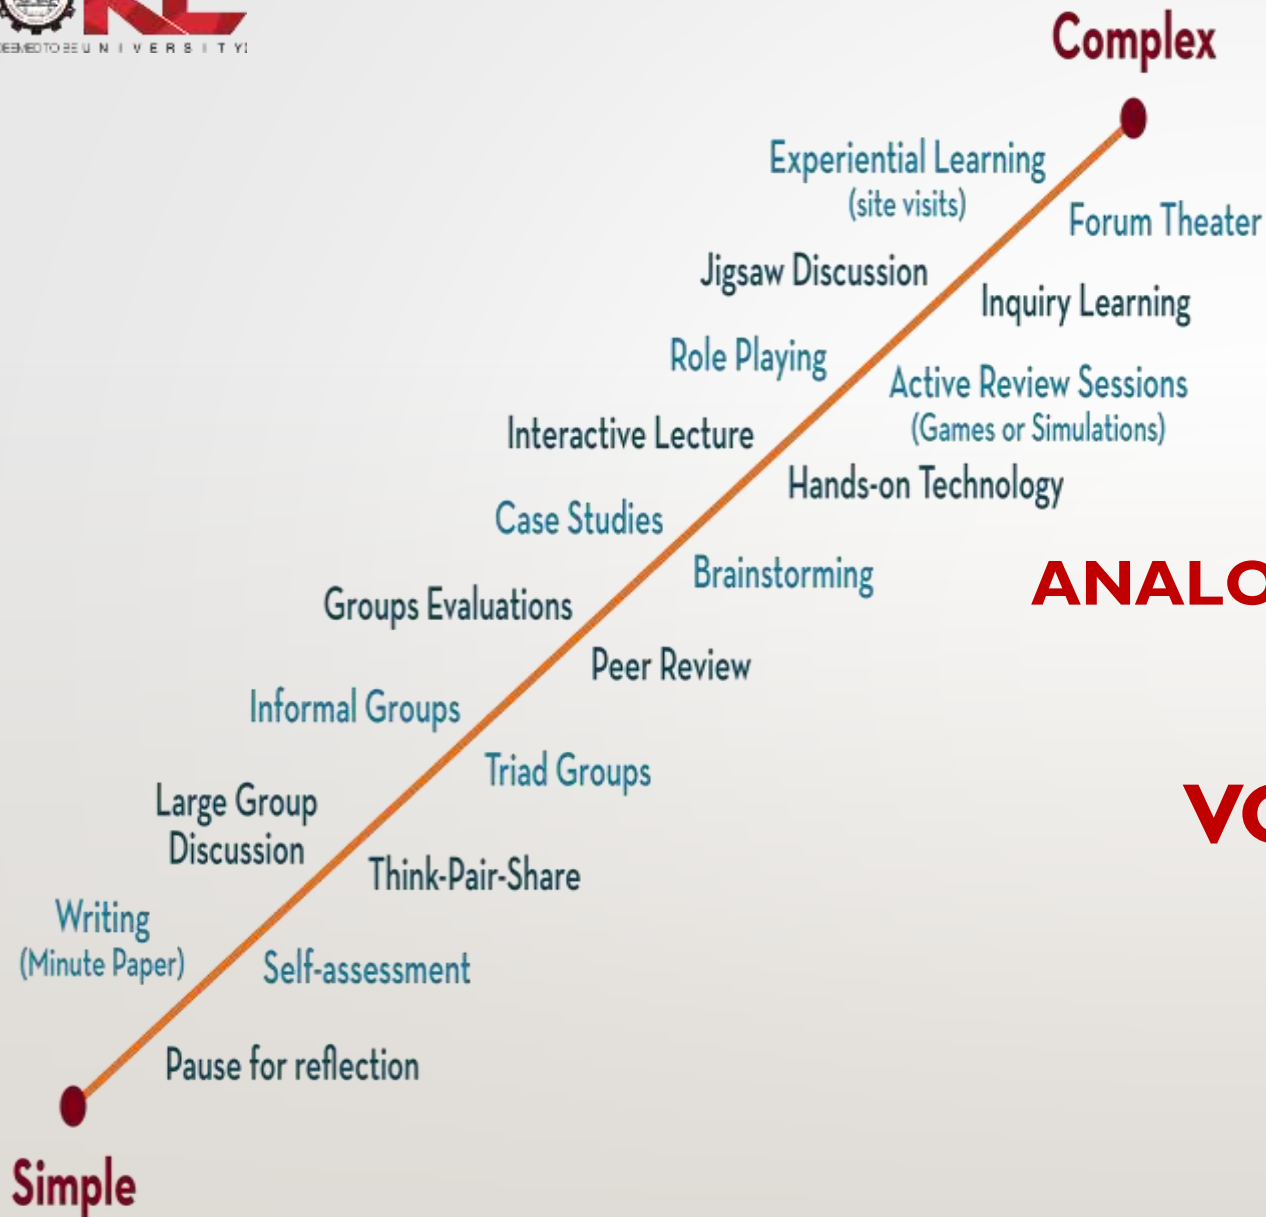 UNIVERSITY
Complex
Experiential Learning
(site visits)
Forum Theater
Jigsaw Discussion
Inquiry Learning
Role Playing
Active Review Sessions
(Games or Simulations)
Interactive Lecture
Hands-on Technology
Case Studies
Brainstorming
Groups Evaluations
Peer Review
Informal Groups
Triad Groups
Large Group
Discussion
Think-Pair-Share
Writing
(Minute Paper)
Self-assessment
Pause for reflection
Simple